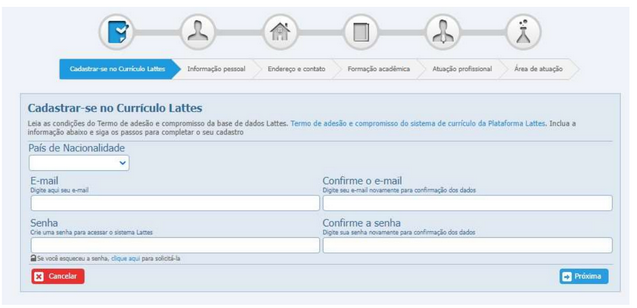 Cadastrar-se no Currículo Lattes
Informação pessoal
Endereço e contato
Formação acadêmica
Atuação profissional
Área de atuação
Cadastrar-se no Currículo Lattes
Leia as condições do Termo de adesão e compromisso da base de dados Lattes. Termo de adesão e compromisso do sistema de currículo da Plataforma Lattes. Inclua a
informação abaixo e siga os passos para completar o seu cadastro
País de Nacionalidade
E-mail
Digite aqui seu e-mail
Confirme o e-mail
Digite seu e-mail novamente para confirmação dos dados
Senha
Crie uma senha para acessar o sistema Lattes
Confirme a senha
Digite sua senha novamente para confirmação dos dados
Se você esqueceu a senha, clique aqui para solicitá-la
Cancelar
Próxima